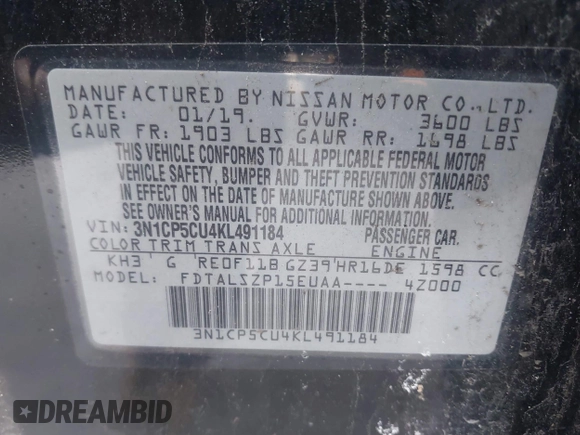 MANUFACTURED BY NISSAN MOTOR CO., LTD.
DATE: 01/19. GVWR: 3600 LBS
GAWR FR: 1903 LBS GAWR RR: 1698 LBS
THIS VEHICLE CONFORMS TO ALL APPLICABLE FEDERAL MOTOR
VEHICLE SAFETY, BUMPER AND THEFT PREVENTION STANDARDS
IN EFFECT ON THE DATE OF MANUFACTURE SHOWN ABOVE.
SEE OWNER'S MANUAL FOR ADDITIONAL INFORMATION.
VIN: 3N1CP5CU4KL491184 PASSENGER CAR.
COLOR TRIM TRANS AXLE ENGINE
KH3 G RE0F11B GZ39 HR16DE 1598 CC
MODEL: FDTALSZP15EUAA---- 4Z000
3N1CP5CU4KL491184
DREAMBID